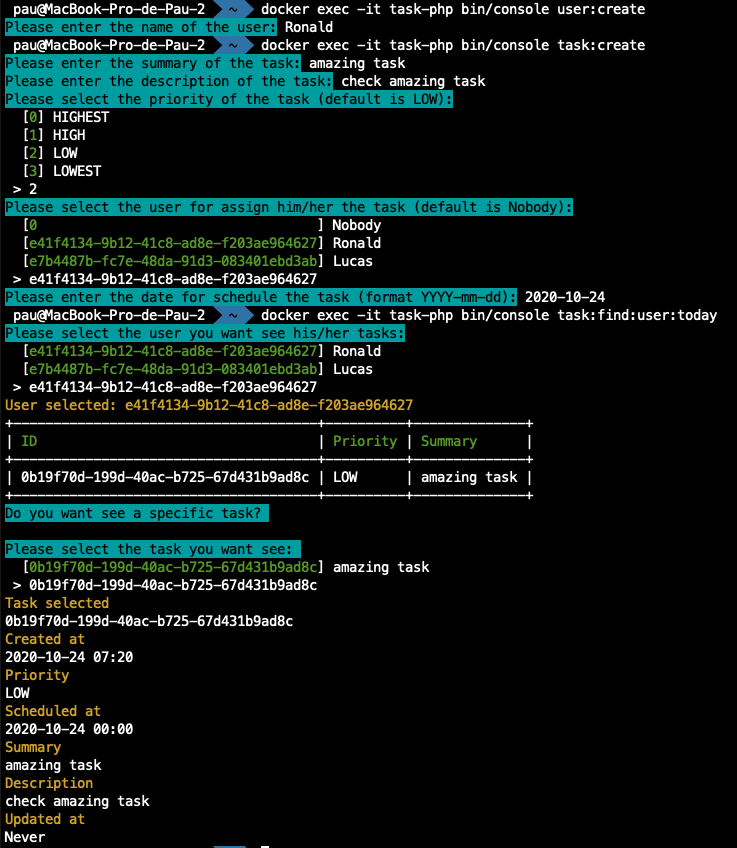 pau@MacBook-Pro-de-Pau-2 ~ docker exec -it task-php bin/console user:create
Please enter the name of the user: Ronald
pau@MacBook-Pro-de-Pau-2 ~ docker exec -it task-php bin/console task:create
Please enter the summary of the task: amazing task
Please enter the description of the task: check amazing task
Please select the priority of the task (default is LOW):
[0] HIGHEST
[1] HIGH
[2] LOW
[3] LOWEST
> 2
Please select the user for assign him/her the task (default is Nobody):
[0                                   ] Nobody
[e41f4134-9b12-41c8-ad8e-f203ae964627] Ronald
[e7b4487b-fc7e-48da-91d3-083401ebd3ab] Lucas
> e41f4134-9b12-41c8-ad8e-f203ae964627
Please enter the date for schedule the task (format YYYY-mm-dd): 2020-10-24
pau@MacBook-Pro-de-Pau-2 ~ docker exec -it task-php bin/console task:find:user:today
Please select the user you want see his/her tasks:
[e41f4134-9b12-41c8-ad8e-f203ae964627] Ronald
[e7b4487b-fc7e-48da-91d3-083401ebd3ab] Lucas
> e41f4134-9b12-41c8-ad8e-f203ae964627
User selected: e41f4134-9b12-41c8-ad8e-f203ae964627
+--------------------------------------+----------+--------------+
| ID                                   | Priority | Summary      |
+--------------------------------------+----------+--------------+
| 0b19f70d-199d-40ac-b725-67d431b9ad8c | LOW      | amazing task |
+--------------------------------------+----------+--------------+
Do you want see a specific task?
Please select the task you want see:
[0b19f70d-199d-40ac-b725-67d431b9ad8c] amazing task
> 0b19f70d-199d-40ac-b725-67d431b9ad8c
Task selected
0b19f70d-199d-40ac-b725-67d431b9ad8c
Created at
2020-10-24 07:20
Priority
LOW
Scheduled at
2020-10-24 00:00
Summary
amazing task
Description
check amazing task
Updated at
Never